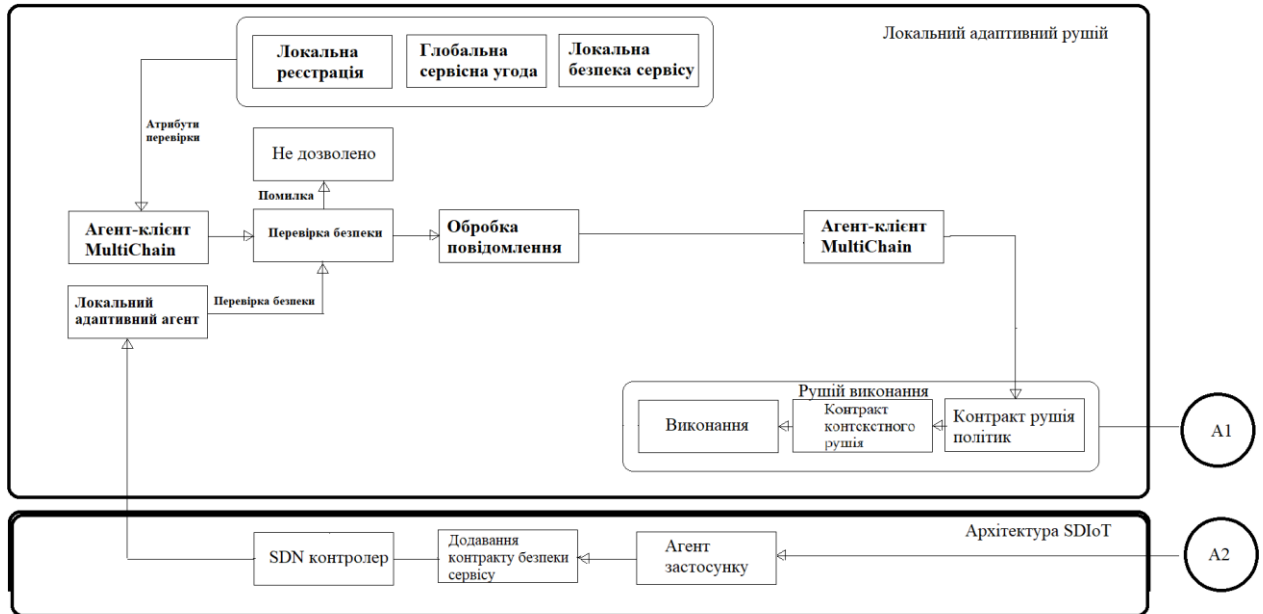 Локальний адаптивний рушій
Локальна
реєстрація
Глобальна
сервісна угода
Локальна
безпека сервісу
Атрибути
перевірки
Не дозволено
Помилка
Агент-клієнт
MultiChain
Перевірка безпеки
Обробка
повідомлення
Агент-клієнт
MultiChain
Локальний
адаптивний агент
Перевірка безпеки
Рушій виконання
Виконання
Контракт
контекстного
рушія
Контракт рушія
політик
А1
Архітектура SDIoT
SDN контролер
Додавання
контракту безпеки
сервісу
Агент
застосунку
А2